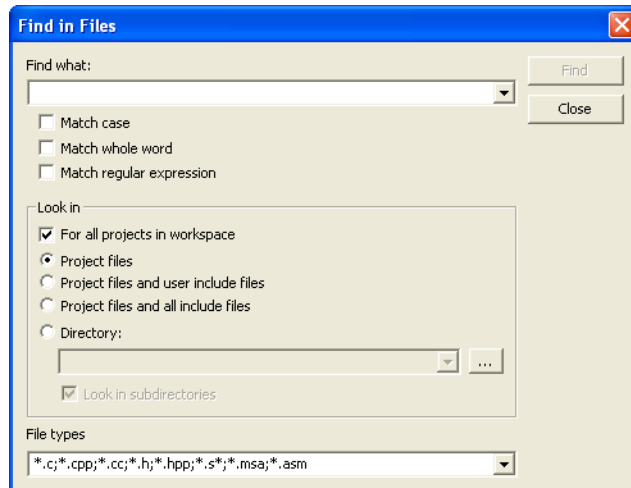 Find in Files
Find what:
Find
Close
Match case
Match whole word
Match regular expression
Look in
For all projects in workspace
Project files
Project files and user include files
Project files and all include files
Directory:
...
Look in subdirectories
File types
*.c;*.cpp;*.cc;*.h;*.hpp;*.s*;*.msa;*.asm